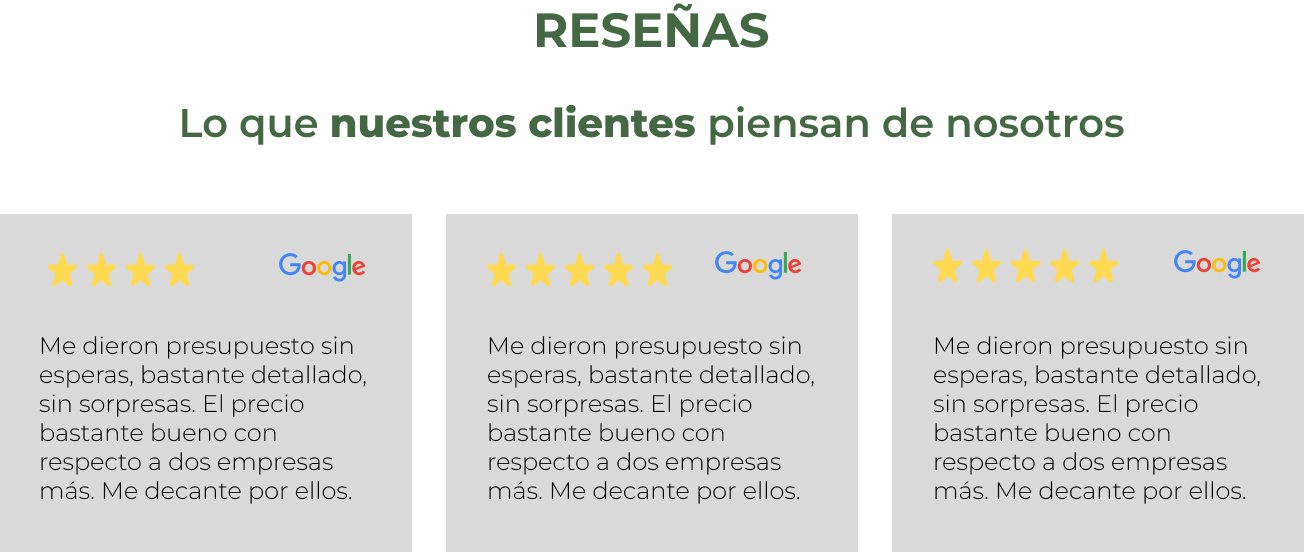 RESEÑAS
Lo que nuestros clientes piensan de nosotros
Google
Me dieron presupuesto sin
esperas, bastante detallado,
sin sorpresas. El precio
bastante bueno con
respecto a dos empresas
más. Me decante por ellos.
Google
Me dieron presupuesto sin
esperas, bastante detallado,
sin sorpresas. El precio
bastante bueno con
respecto a dos empresas
más. Me decante por ellos.
Google
Me dieron presupuesto sin
esperas, bastante detallado,
sin sorpresas. El precio
bastante bueno con
respecto a dos empresas
más. Me decante por ellos.